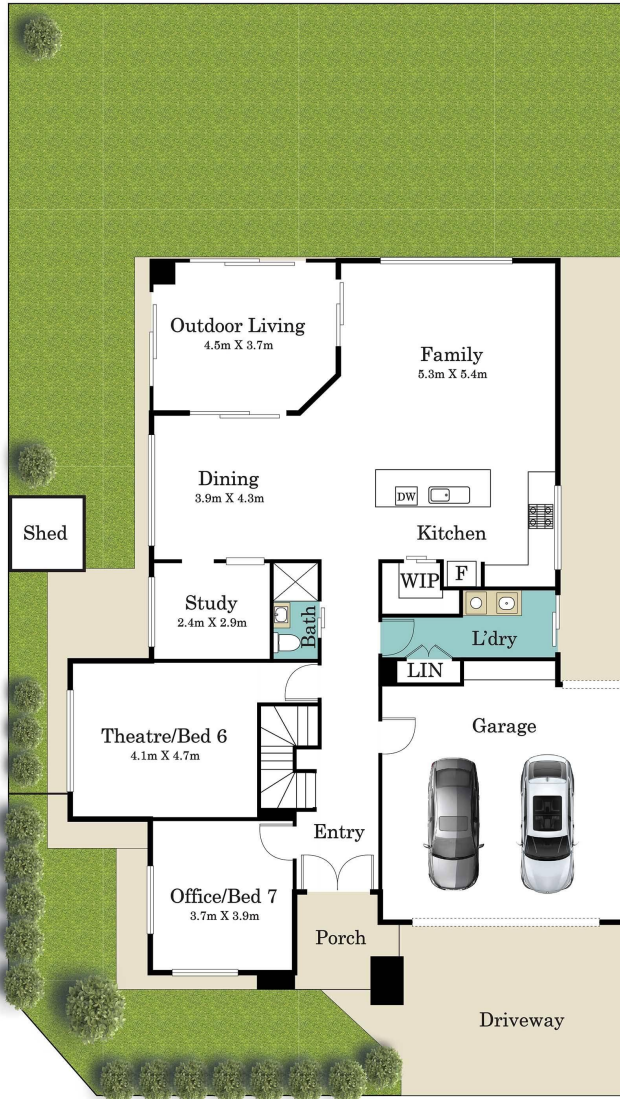 Outdoor Living
4.5m X 3.7m
Family
5.3m X 5.4m
Dining
3.9m X 4.3m
DW
Kitchen
Shed
WIP
F
Study
2.4m X 2.9m
Bath
L'dry
LIN
Theatre/Bed 6
4.1m X 4.7m
Garage
Entry
Office/Bed 7
3.7m X 3.9m
Porch
Driveway